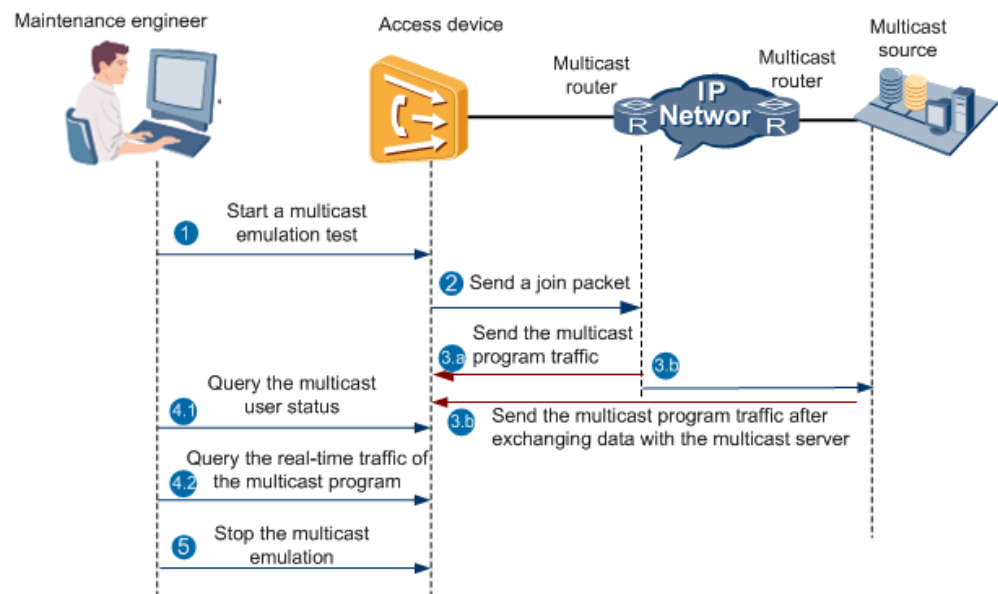 Maintenance engineer
Access device
Multicast
router
Multicast
router
Multicast
source
IP
Networ
R
R
1
Start a multicast
emulation test
2
Send a join packet
Send the multicast
program traffic
3.a
3.b
Query the multicast
user status
4.1
3.b
Send the multicast program traffic after
exchanging data with the multicast server
Query the real-time traffic of
the multicast program
4.2
Stop the multicast
emulation
5